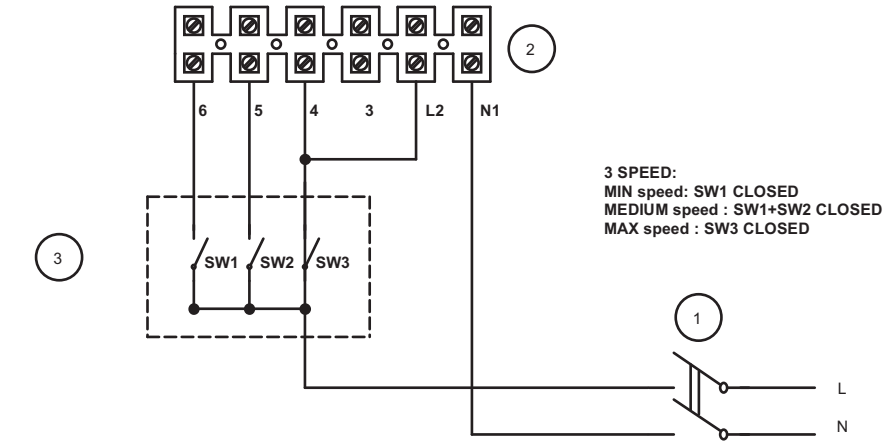 2
6 5 4 3 L2 N1
3 SPEED:
MIN speed: SW1 CLOSED
MEDIUM speed : SW1+SW2 CLOSED
MAX speed : SW3 CLOSED
3
SW1 SW2 SW3
1
L
N